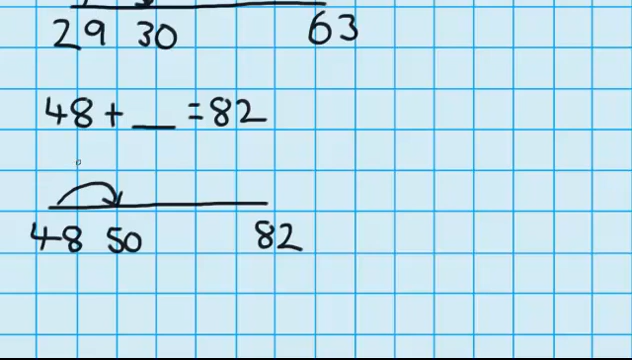 29 30 63
48 + __ = 82
48 50 82